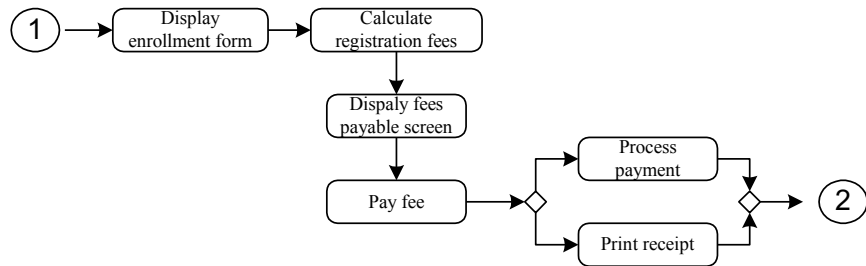 1
Display
enrollment form
Calculate
registration fees
Dispaly fees
payable screen
Pay fee
Process
payment
Print receipt
2